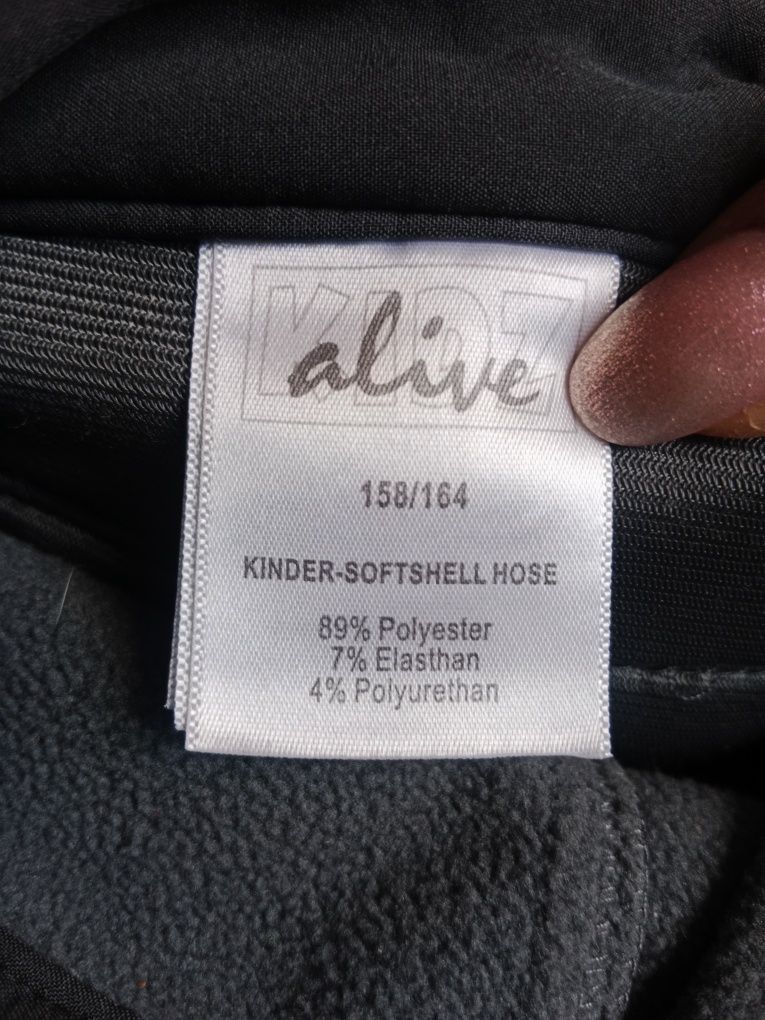 KIDZ
alive
158/164
KINDER-SOFTSHELL HOSE
89% Polyester
7% Elasthan
4% Polyurethan